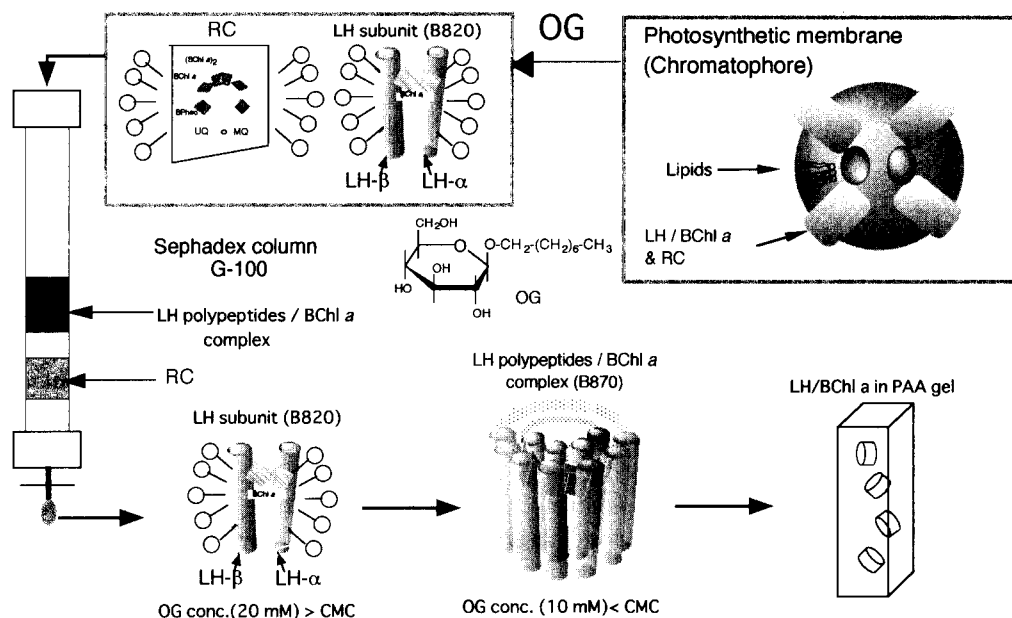 RC
(BChl a)2
BChl a
BPheo
UQ o MQ
LH subunit (B820)
BChl a
LH-β
LH-α
OG
Photosynthetic membrane
(Chromatophore)
Lipids
LH / BChl a
& RC
Sephadex column
G-100
CH2OH
O
O-CH2-(CH2)6-CH3
OH
HO
OH
OH
OG
LH polypeptides / BChl a
complex
RC
LH subunit (B820)
BChl a
LH-β
LH-α
OG conc.(20 mM) > CMC
LH polypeptides / BChl a
complex (B870)
OG conc. (10 mM)< CMC
LH/BChl a in PAA gel